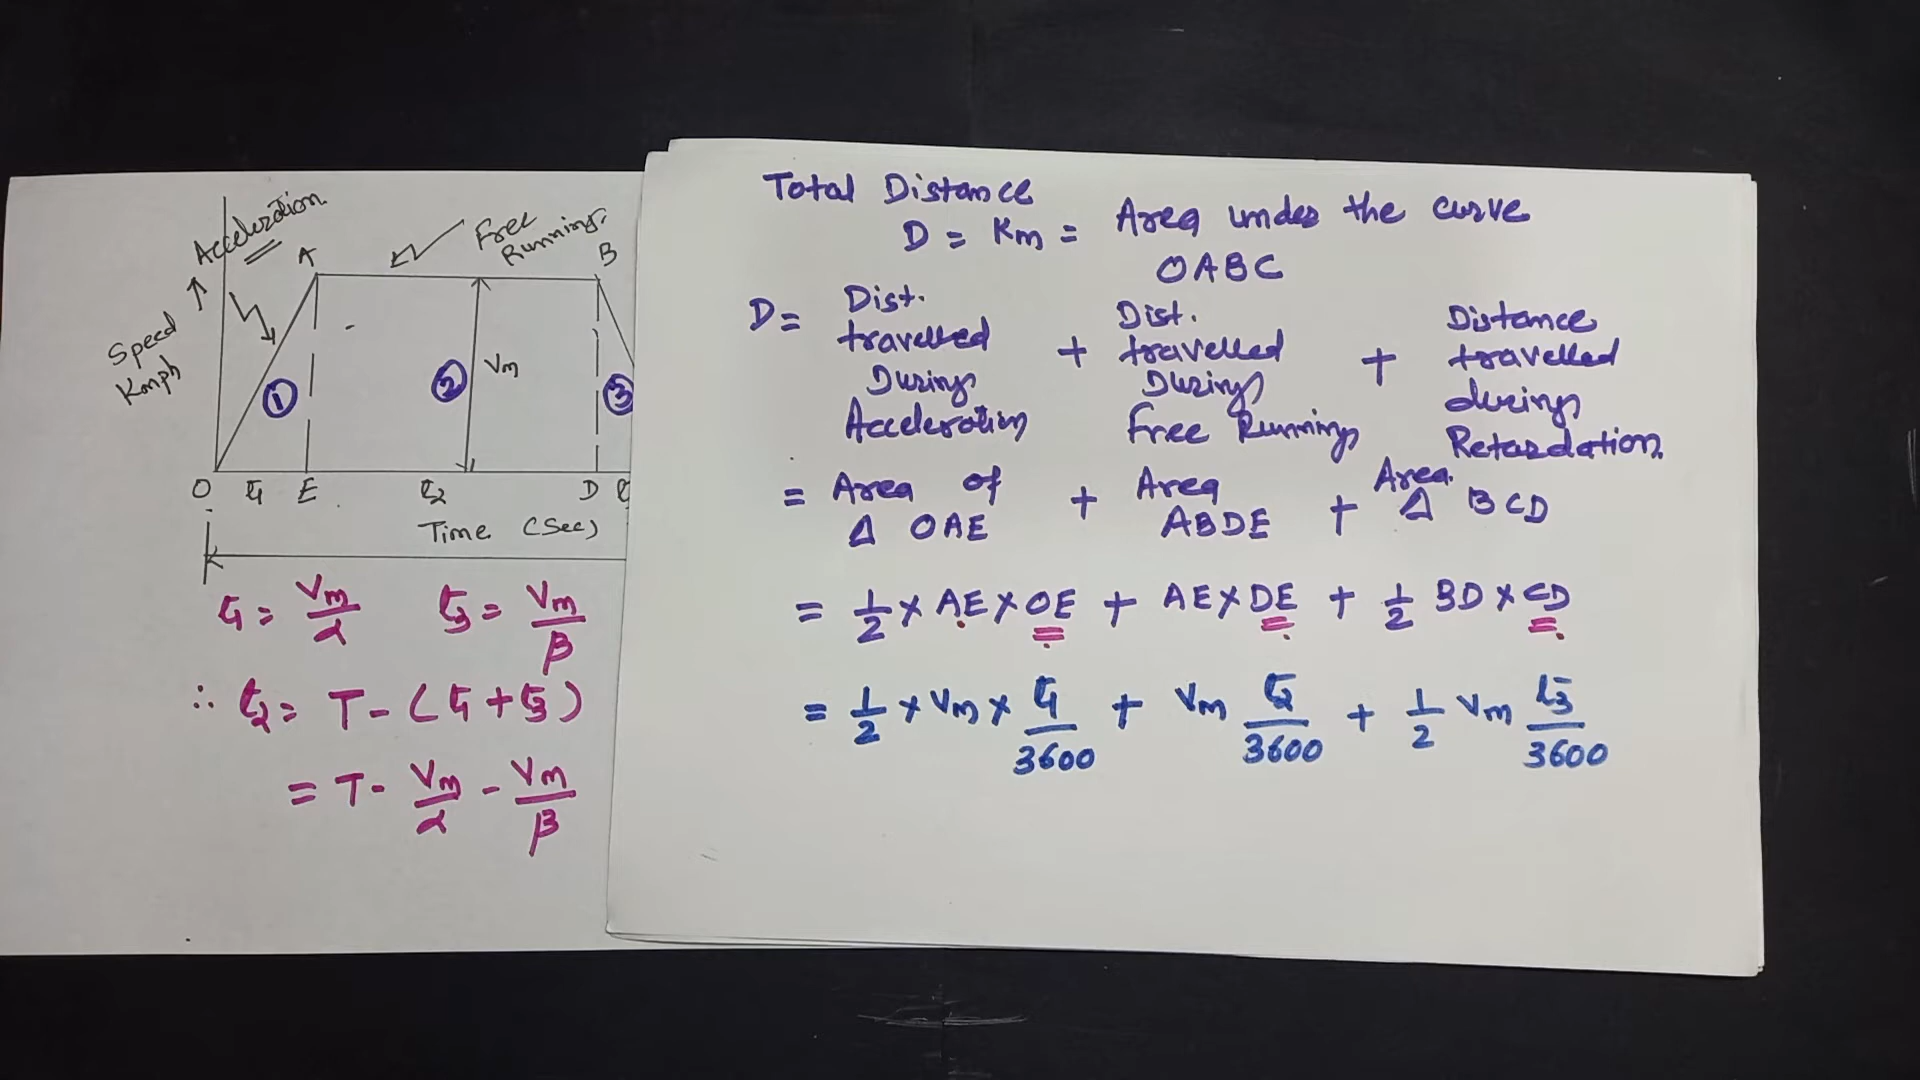 Acceleration
Free
Running.
A
B
Speed
Kmph
1
2
Vm
3
O t₁ E t₂ D
Time (Sec)
t₁ = Vm/α t₃ = Vm/β
∴ t₂ = T - (t₁ + t₃)
= T - Vm/α - Vm/β
Total Distance
D = Km = Area under the curve
OABC
D = Dist. travelled During Acceleration + Dist. travelled During Free Running + Distance travelled during Retardation.
= Area of Δ OAE + Area ABDE + Area. Δ BCD
= 1/2 × AE × OE + AE × DE + 1/2 BD × CD
= 1/2 × Vm × t₁/3600 + Vm t₂/3600 + 1/2 Vm t₃/3600